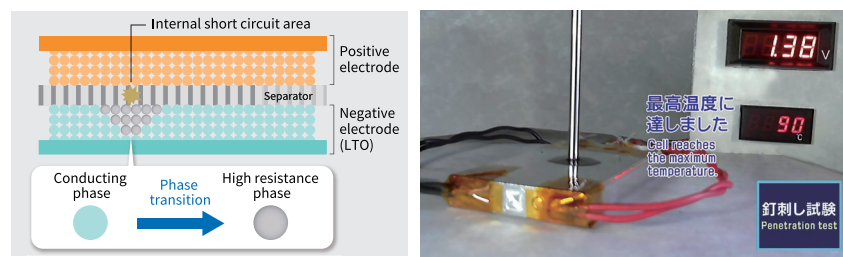 Internal short circuit area
Positive
electrode
Separator
Negative
electrode
(LTO)
Conducting
phase
Phase
transition
High resistance
phase
1.38 V
最高温度に
達しました
Cell reaches
the maximum
temperature.
90
℃
釘刺し試験
Penetration test